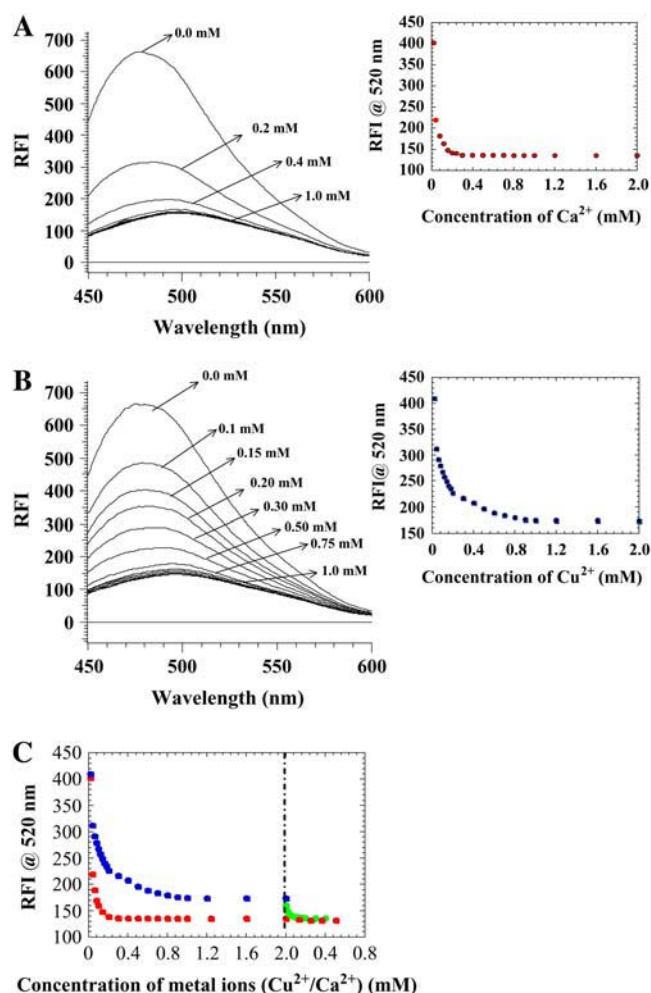 A
700
600
500
400
300
200
100
0
RFI
0.0 mM
0.2 mM
0.4 mM
1.0 mM
450 500 550 600
Wavelength (nm)
450
400
350
300
250
200
150
100
RFI @ 520 nm
0 0.4 0.8 1.2 1.6 2.0
Concentration of Ca²⁺ (mM)
B
700
600
500
400
300
200
100
0
RFI
0.0 mM
0.1 mM
0.15 mM
0.20 mM
0.30 mM
0.50 mM
0.75 mM
1.0 mM
450 500 550 600
Wavelength (nm)
450
400
350
300
250
200
150
RFI@ 520 nm
0 0.4 0.8 1.2 1.6 2.0
Concentration of Cu²⁺ (mM)
C
450
400
350
300
250
200
150
100
RFI @ 520 nm
0 0.4 0.8 1.2 1.6 2.0 0.4 0.8
Concentration of metal ions (Cu²⁺/Ca²⁺) (mM)